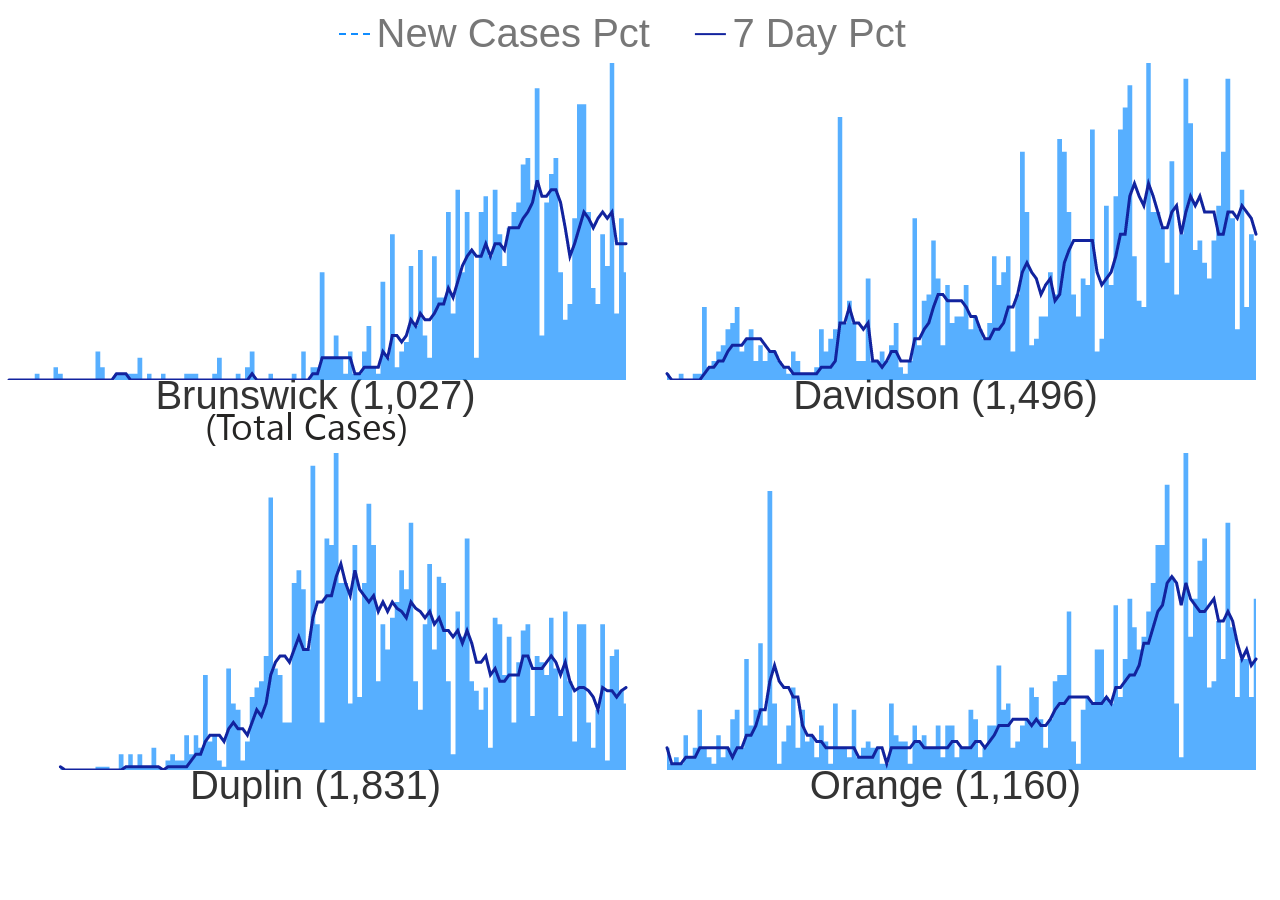 New Cases Pct 7 Day Pct
Brunswick (1,027) Davidson (1,496)
(Total Cases)
Duplin (1,831) Orange (1,160)